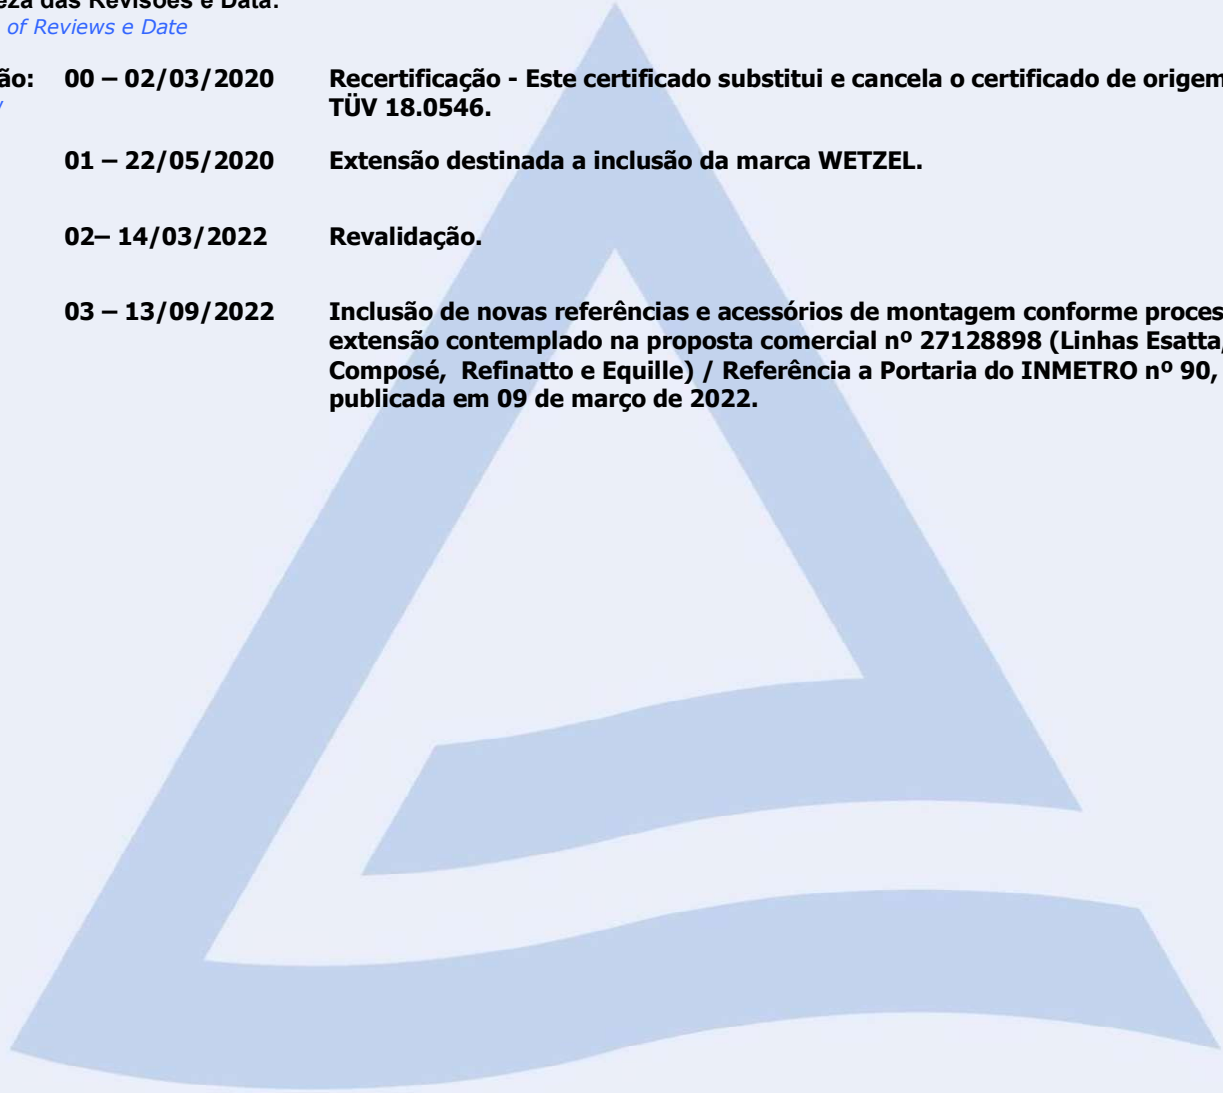 eza das Revisões e Data:
of Reviews e Date
ão: 00 – 02/03/2020 Recertificação - Este certificado substitui e cancela o certificado de origem
TÜV 18.0546.
01 – 22/05/2020 Extensão destinada a inclusão da marca WETZEL.
02– 14/03/2022 Revalidação.
03 – 13/09/2022 Inclusão de novas referências e acessórios de montagem conforme proces
extensão contemplado na proposta comercial nº 27128898 (Linhas Esatta,
Composé, Refinatto e Equille) / Referência a Portaria do INMETRO nº 90,
publicada em 09 de março de 2022.